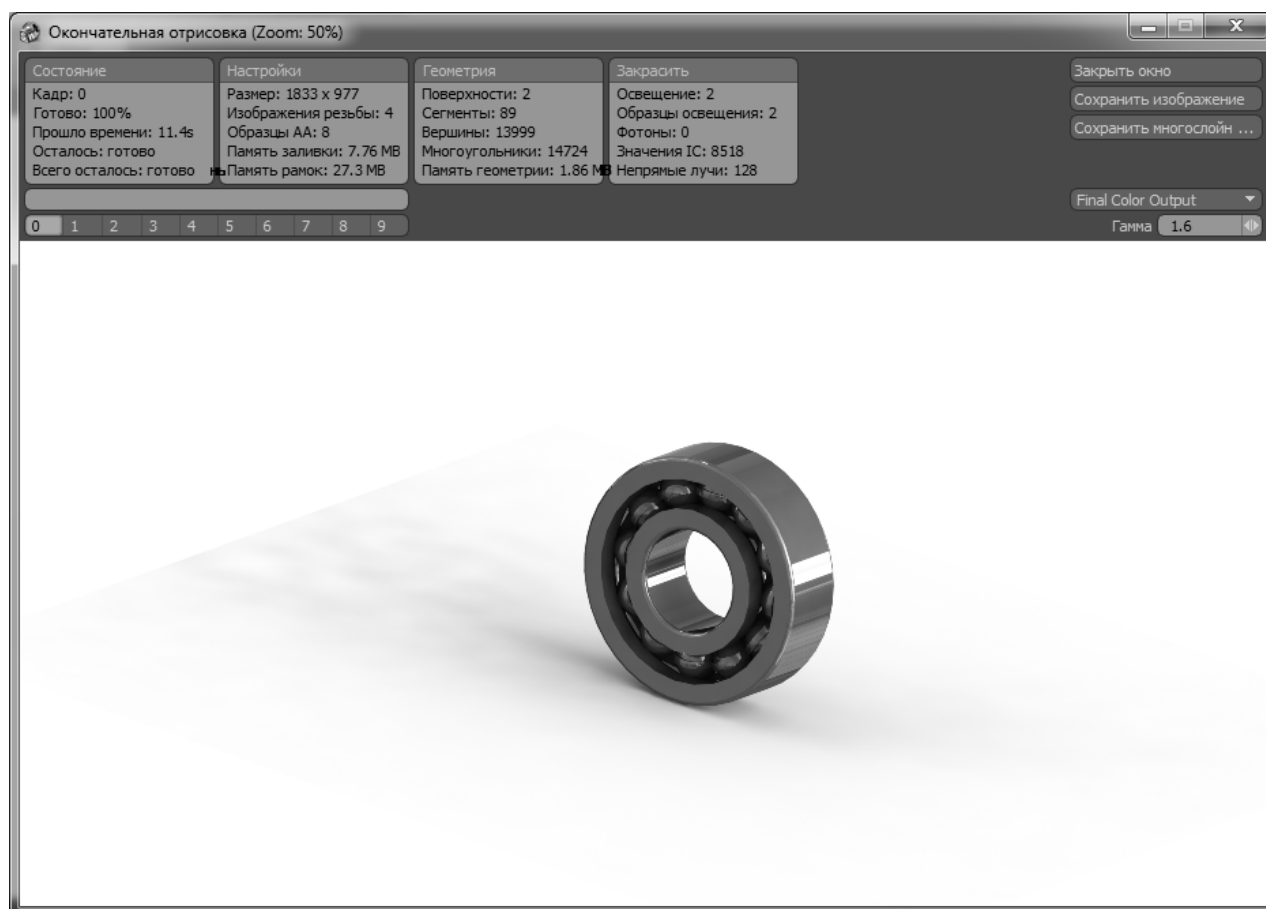 Окончательная отрисовка (Zoom: 50%)
Состояние
Кадр: 0
Готово: 100%
Прошло времени: 11.4s
Осталось: готово
Всего осталось: готово
Настройки
Размер: 1833 x 977
Изображения резьбы: 4
Образцы АА: 8
Память заливки: 7.76 MB
Память рамок: 27.3 MB
Геометрия
Поверхности: 2
Сегменты: 89
Вершины: 13999
Многоугольники: 14724
Память геометрии: 1.86 MB
Закрасить
Освещение: 2
Образцы освещения: 2
Фотоны: 0
Значения IC: 8518
Непрямые лучи: 128
Закрыть окно
Сохранить изображение
Сохранить многослойн ...
Final Color Output
Гамма 1.6
0 1 2 3 4 5 6 7 8 9